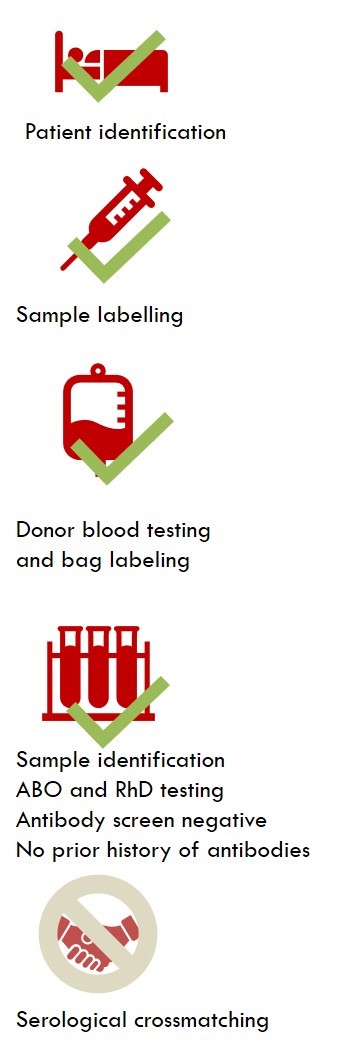 Patient identification
Sample labelling
Donor blood testing
and bag labeling
Sample identification
ABO and RhD testing
Antibody screen negative
No prior history of antibodies
Serological crossmatching